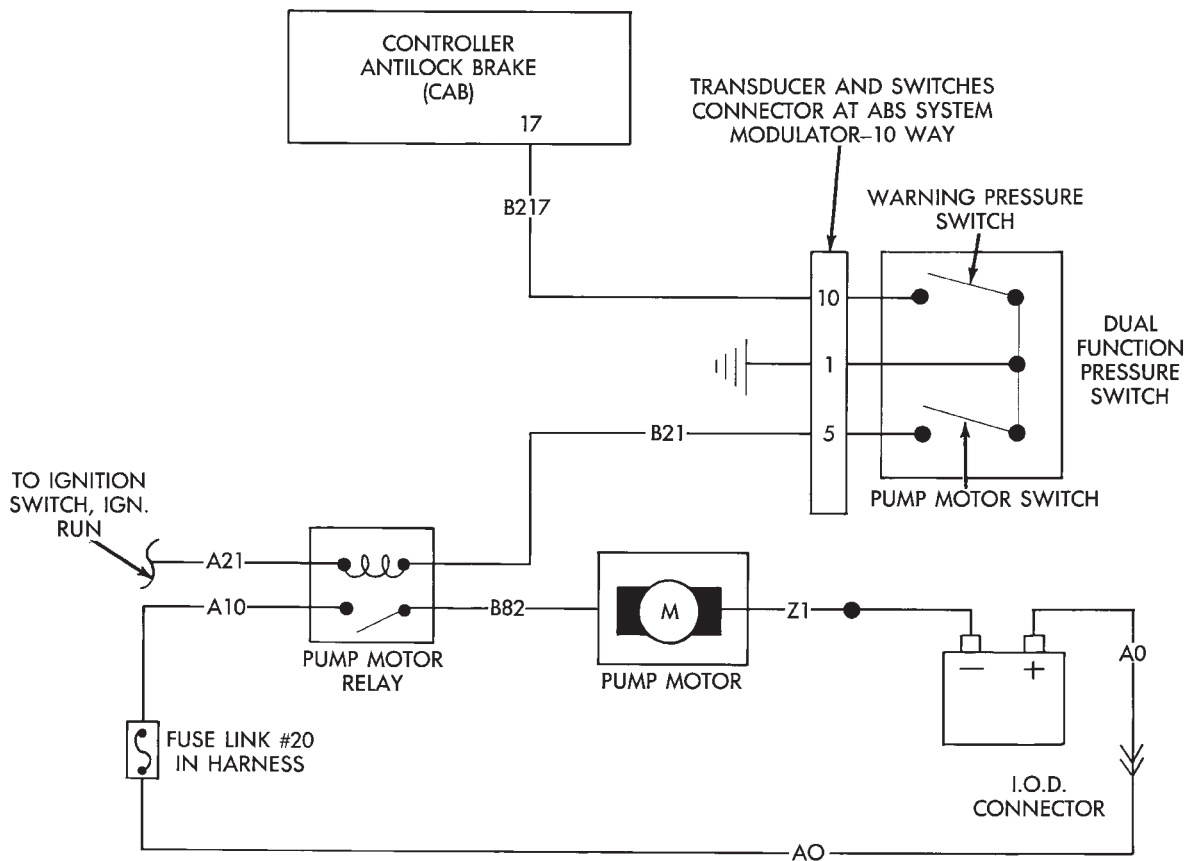 CONTROLLER
ANTILOCK BRAKE
(CAB)
17
TRANSDUCER AND SWITCHES
CONNECTOR AT ABS SYSTEM
MODULATOR–10 WAY
B217
WARNING PRESSURE
SWITCH
10
1
5
DUAL
FUNCTION
PRESSURE
SWITCH
B21
PUMP MOTOR SWITCH
TO IGNITION
SWITCH, IGN.
RUN
A21
A10
B82
M
Z1
PUMP MOTOR
RELAY
PUMP MOTOR
— +
A0
FUSE LINK #20
IN HARNESS
I.O.D.
CONNECTOR
AO